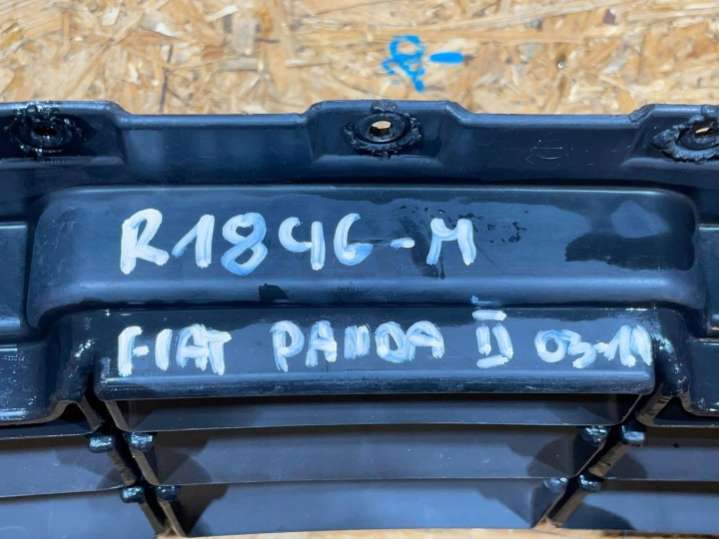 R1846-M
FIAT PANDA II 03-11